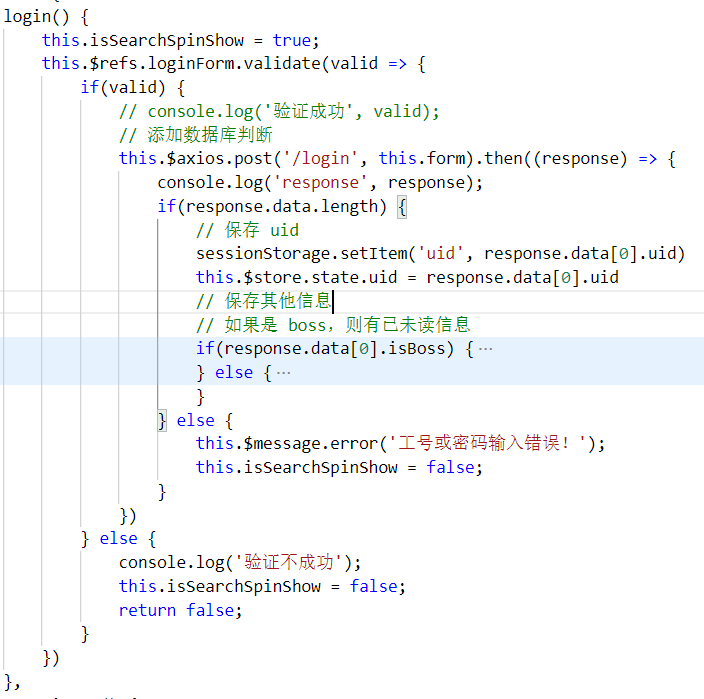 login() {
    this.isSearchSpinShow = true;
    this.$refs.loginForm.validate(valid => {
        if(valid) {
            // console.log('验证成功', valid);
            // 添加数据库判断
            this.$axios.post('/login', this.form).then((response) => {
                console.log('response', response);
                if(response.data.length) {
                    // 保存 uid
                    sessionStorage.setItem('uid', response.data[0].uid)
                    this.$store.state.uid = response.data[0].uid
                    // 保存其他信息
                    // 如果是 boss，则有已未读信息
                    if(response.data[0].isBoss) {…
                    } else {…
                    }
                } else {
                    this.$message.error('工号或密码输入错误！');
                    this.isSearchSpinShow = false;
                }
            })
        } else {
            console.log('验证不成功');
            this.isSearchSpinShow = false;
            return false;
        }
    })
},